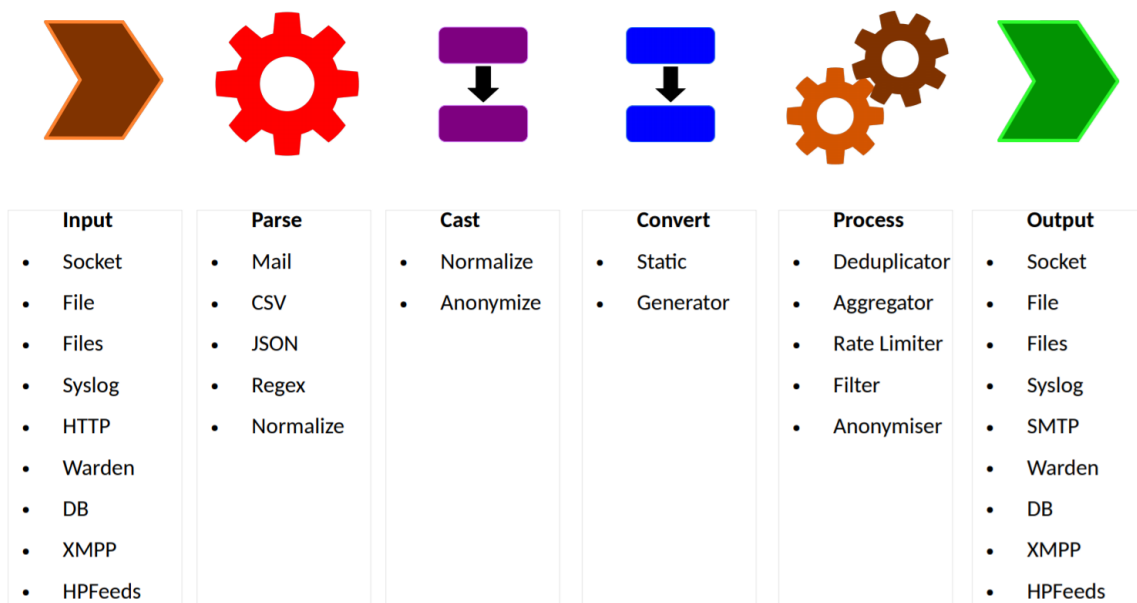 Input
• Socket
• File
• Files
• Syslog
• HTTP
• Warden
• DB
• XMPP
• HPFeeds
Parse
• Mail
• CSV
• JSON
• Regex
• Normalize
Cast
• Normalize
• Anonymize
Convert
• Static
• Generator
Process
• Deduplicator
• Aggregator
• Rate Limiter
• Filter
• Anonymiser
Output
• Socket
• File
• Files
• Syslog
• SMTP
• Warden
• DB
• XMPP
• HPFeeds